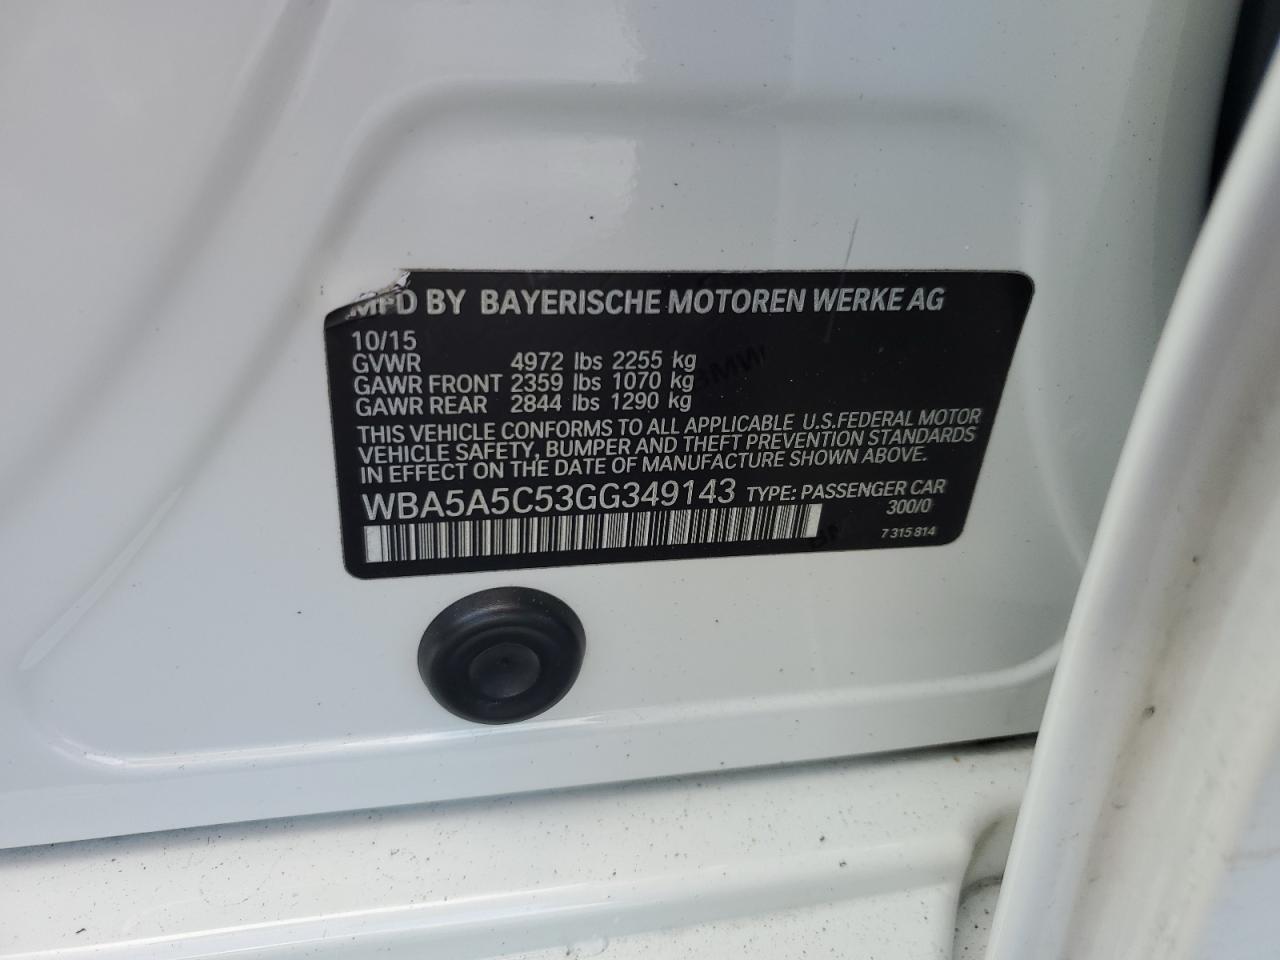 MFD BY BAYERISCHE MOTOREN WERKE AG
10/15
GVWR 4972 lbs 2255 kg
GAWR FRONT 2359 lbs 1070 kg
GAWR REAR 2844 lbs 1290 kg
THIS VEHICLE CONFORMS TO ALL APPLICABLE U.S.FEDERAL MOTOR
VEHICLE SAFETY, BUMPER AND THEFT PREVENTION STANDARDS
IN EFFECT ON THE DATE OF MANUFACTURE SHOWN ABOVE.
WBA5A5C53GG349143 TYPE: PASSENGER CAR
300/0
7 315 814